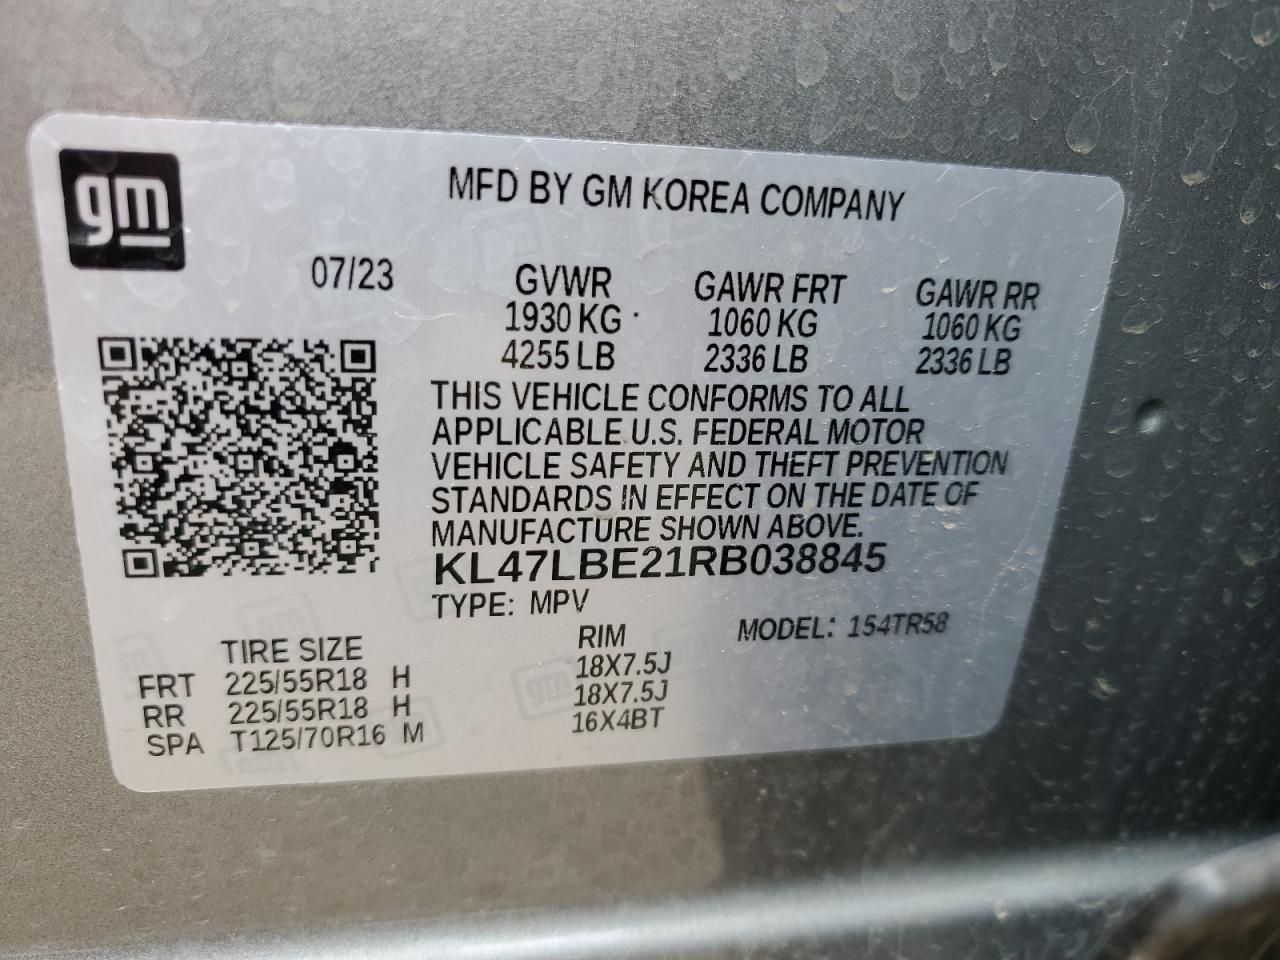 gm
MFD BY GM KOREA COMPANY
07/23
GVWR GAWR FRT GAWR RR
1930 KG 1060 KG 1060 KG
4255 LB 2336 LB 2336 LB
THIS VEHICLE CONFORMS TO ALL
APPLICABLE U.S. FEDERAL MOTOR
VEHICLE SAFETY AND THEFT PREVENTION
STANDARDS IN EFFECT ON THE DATE OF
MANUFACTURE SHOWN ABOVE.
KL47LBE21RB038845
TYPE: MPV
MODEL: 154TR58
TIRE SIZE RIM
FRT 225/55R18 H 18X7.5J
RR 225/55R18 H 18X7.5J
SPA T125/70R16 M 16X4BT
gm